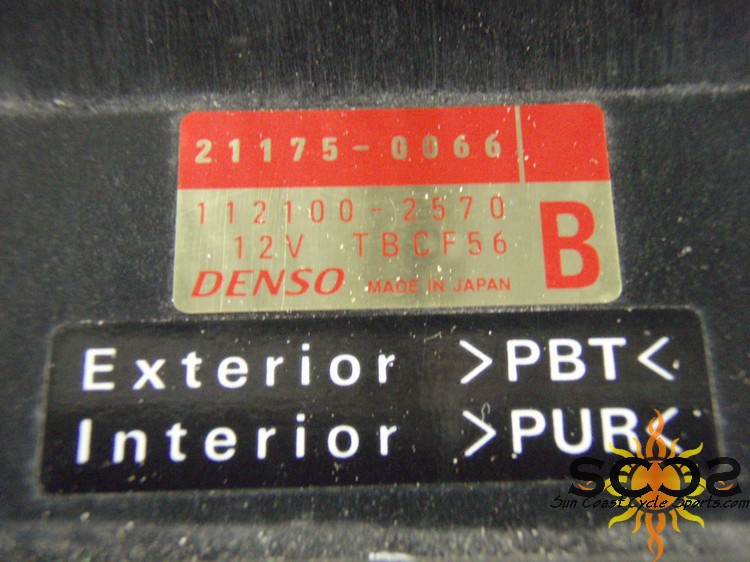 21175-0066
112100-2570
12V TBCF56
B
DENSO MADE IN JAPAN
Exterior >PBT<
Interior >PUR<
SCCS
Sun Coast Cycle Sports.com